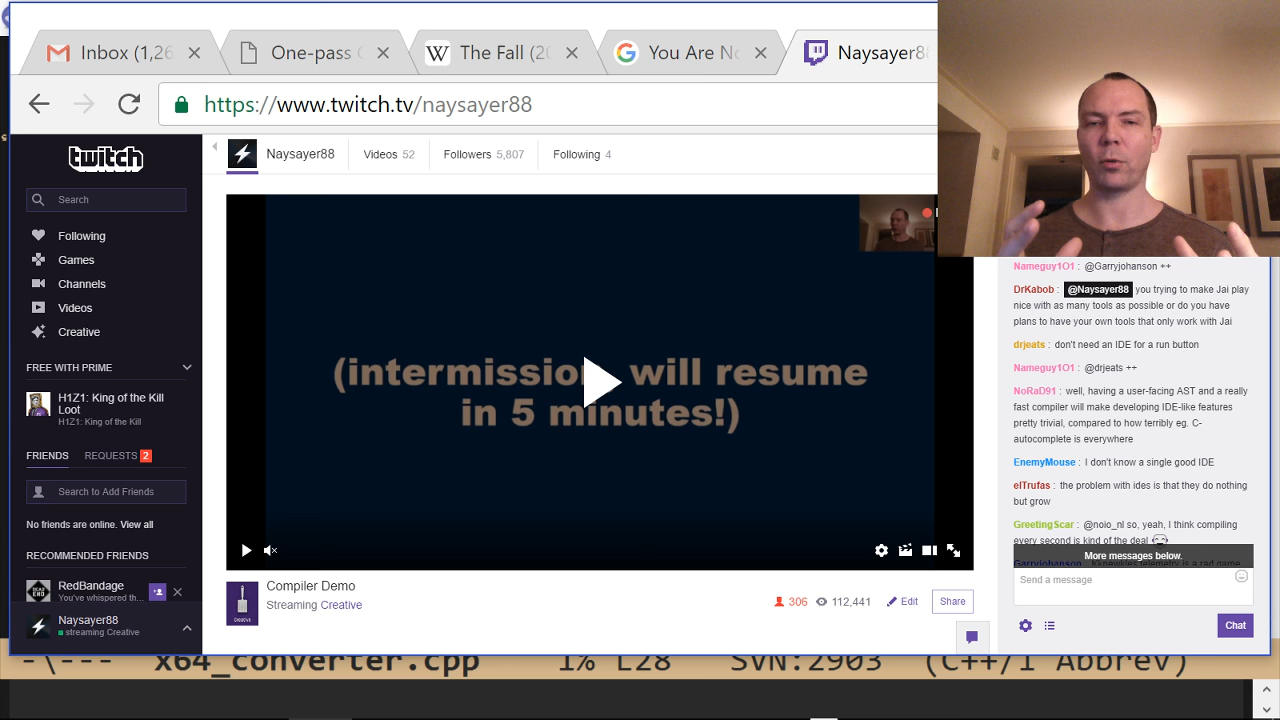 Inbox (1,26
One-pass
The Fall (20
You Are No
Naysayer88
https://www.twitch.tv/naysayer88
twitch
Naysayer88
Videos 52
Followers 5,807
Following 4
Search
Following
Games
Channels
Videos
Creative
FREE WITH PRIME
H1Z1: King of the Kill
Loot
H1Z1: King of the Kill
FRIENDS
REQUESTS 2
Search to Add Friends
No friends are online. View all
RECOMMENDED FRIENDS
RedBandage
You've whispered th...
Naysayer88
streaming Creative
(intermission will resume
in 5 minutes!)
Compiler Demo
Streaming Creative
306
112,441
Edit
Share
Nameguy1O1 : @Garryjohanson ++
DrKabob : @Naysayer88 you trying to make Jai play
nice with as many tools as possible or do you have
plans to have your own tools that only work with Jai
drjeats : don't need an IDE for a run button
Nameguy1O1 : @drjeats ++
NoRaD91 : well, having a user-facing AST and a really
fast compiler will make developing IDE-like features
pretty trivial, compared to how terribly eg. C-
autocomplete is everywhere
EnemyMouse : I don't know a single good IDE
elTrufas : the problem with ides is that they do nothing
but grow
GreetingScar : @noio_nl so, yeah, I think compiling
every second is kind of the deal
More messages below.
Send a message
Chat
-\--- x64_converter.cpp 1% L28 SVN:2903 (C++/l Abbrev)